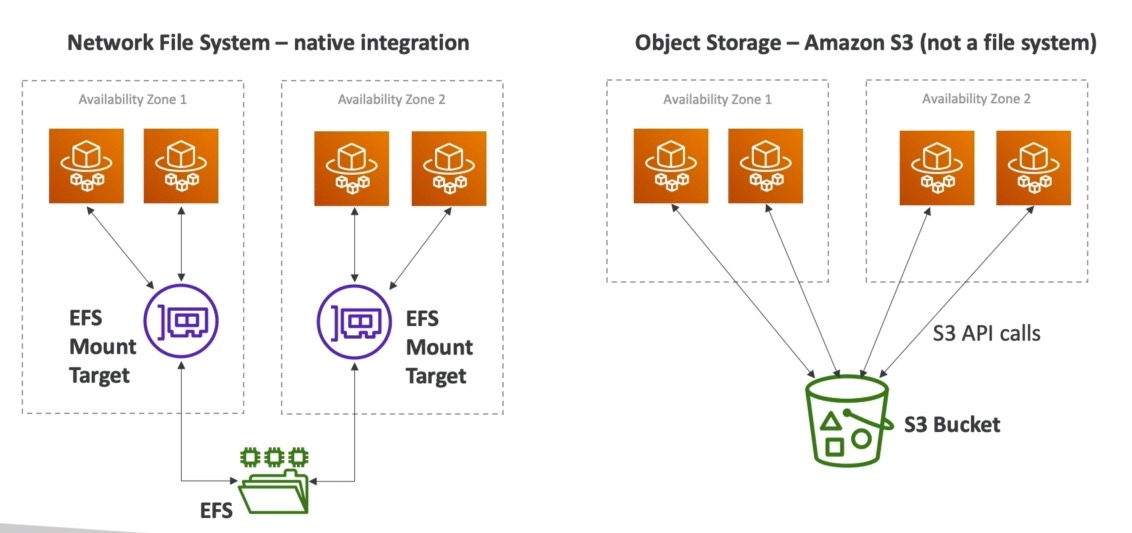 Network File System – native integration
Availability Zone 1
Availability Zone 2
EFS
Mount
Target
EFS
Mount
Target
EFS
Object Storage – Amazon S3 (not a file system)
Availability Zone 1
Availability Zone 2
S3 API calls
S3 Bucket